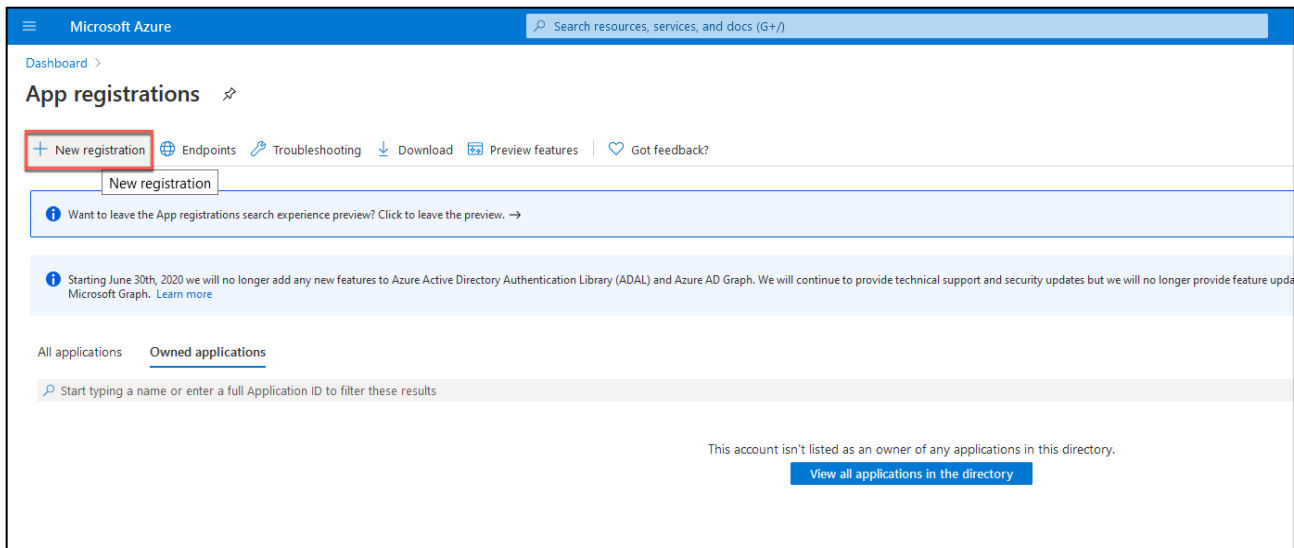 Microsoft Azure
Search resources, services, and docs (G+/)
Dashboard >
App registrations
New registration
Endpoints
Troubleshooting
Download
Preview features
Got feedback?
New registration
Want to leave the App registrations search experience preview? Click to leave the preview. →
Starting June 30th, 2020 we will no longer add any new features to Azure Active Directory Authentication Library (ADAL) and Azure AD Graph. We will continue to provide technical support and security updates but we will no longer provide feature upda
Microsoft Graph. Learn more
All applications
Owned applications
Start typing a name or enter a full Application ID to filter these results
This account isn't listed as an owner of any applications in this directory.
View all applications in the directory